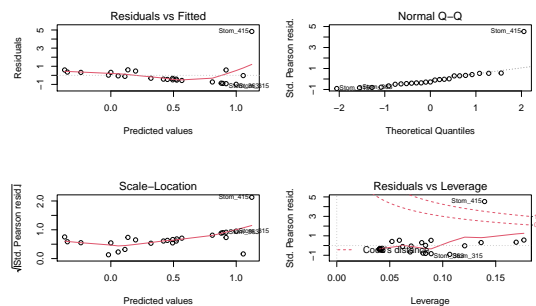 Residuals vs Fitted
Residuals
5
3
1
−1
Stom_415
0.0
0.5
1.0
Predicted values
Normal Q−Q
Std. Pearson resid.
5
3
1
−1
Stom_415
−2
−1
0
1
2
Theoretical Quantiles
Scale−Location
√|Std. Pearson resid.|
2.0
1.0
0.0
Stom_415
0.0
0.5
1.0
Predicted values
Residuals vs Leverage
Std. Pearson resid.
5
3
1
−1
Stom_415
Cook's distance
Stom_315
0.00
0.05
0.10
0.15
Leverage